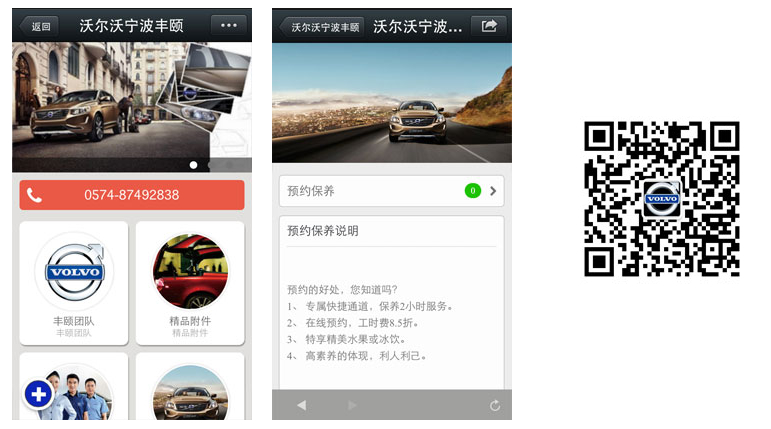 返回
沃尔沃宁波丰颐
0574-87492838
VOLVO
丰颐团队
丰颐团队
精品附件
精品附件
沃尔沃宁波丰颐
沃尔沃宁波...
预约保养
0
预约保养说明
预约的好处，您知道吗？
1、 专属快捷通道，保养2小时服务。
2、 在线预约，工时费8.5折。
3、 特享精美水果或冰饮。
4、 高素养的体现，利人利己。
VOLVO